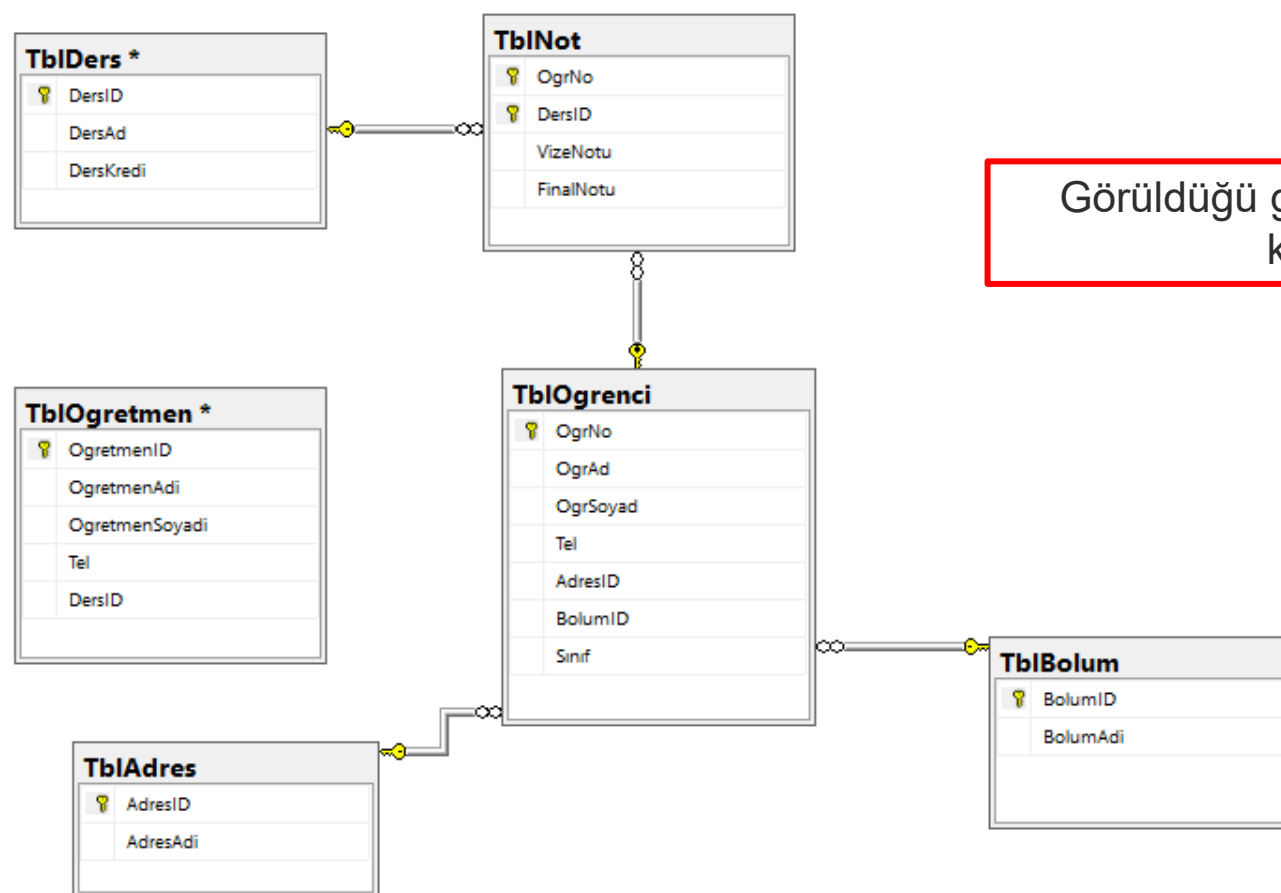 TblDers *
DersID
DersAd
DersKredi
TblNot
OgrNo
DersID
VizeNotu
FinalNotu
Görüldüğü
TblOgretmen *
OgretmenID
OgretmenAdi
OgretmenSoyadi
Tel
DersID
TblOgrenci
OgrNo
OgrAd
OgrSoyad
Tel
AdresID
BolumID
Sınıf
TblBolum
BolumID
BolumAdi
TblAdres
AdresID
AdresAdi